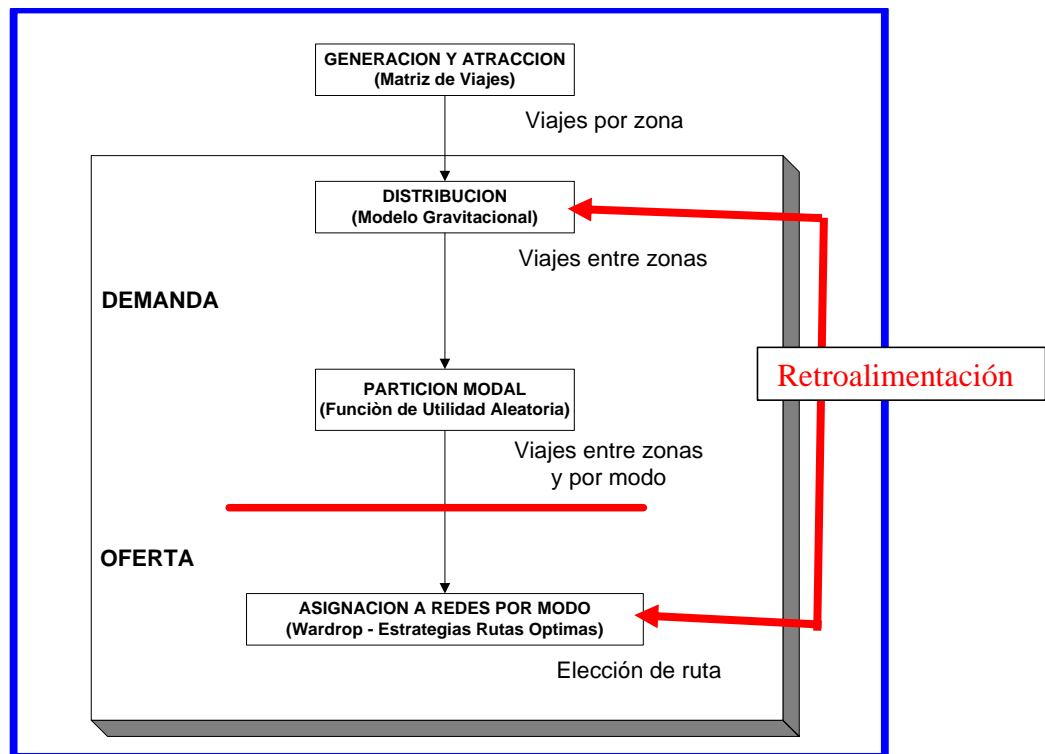 GENERACION Y ATRACCION
(Matriz de Viajes)
Viajes por zona
DISTRIBUCION
(Modelo Gravitacional)
Viajes entre zonas
DEMANDA
Retroalimentación
PARTICION MODAL
(Funciòn de Utilidad Aleatoria)
Viajes entre zonas
y por modo
OFERTA
ASIGNACION A REDES POR MODO
(Wardrop - Estrategias Rutas Optimas)
Elección de ruta